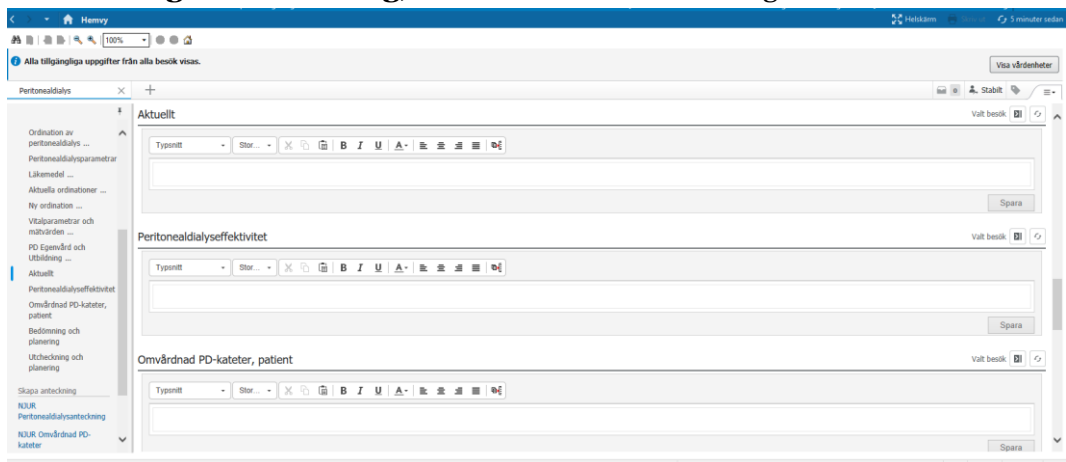 Hemvy
Helskärm
5 minuter sedan
100%
Alla tillgängliga uppgifter från alla besök visas.
Visa vårdenheter
Peritonealdialys
Stabilt
Ordination av
peritonealdialys ...
Peritonealdialysparametrar
Läkemedel ...
Aktuella ordinationer ...
Ny ordination ...
Vitalparametrar och
mätvärden ...
PD Egenvård och
Utbildning ...
Aktuellt
Peritonealdialyseffektivitet
Omvårdnad PD-kateter,
patient
Bedömning och
planering
Utcheckning och
planering
Skapa anteckning
NJUR
Peritonealdialysanteckning
NJUR Omvårdnad PD-
kateter
Aktuellt
Valt besök
Typsnitt Stor... B I U A
Spara
Peritonealdialyseffektivitet
Valt besök
Typsnitt Stor... B I U A
Spara
Omvårdnad PD-kateter, patient
Valt besök
Typsnitt Stor... B I U A
Spara